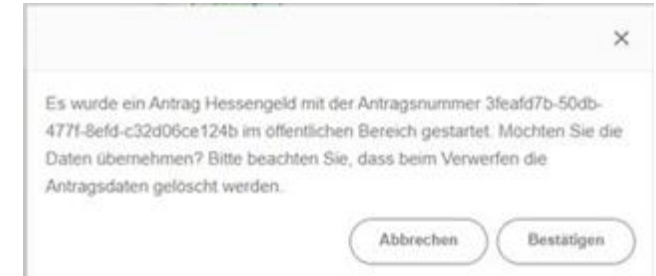 Es wurde ein Antrag Hessengeld mit der Antragsnummer 3feafd7b-50db-
477f-8efd-c32d06ce124b im öffentlichen Bereich gestartet. Möchten Sie die
Daten übernehmen? Bitte beachten Sie, dass beim Verwerfen die
Antragsdaten gelöscht werden.
Abbrechen Bestätigen